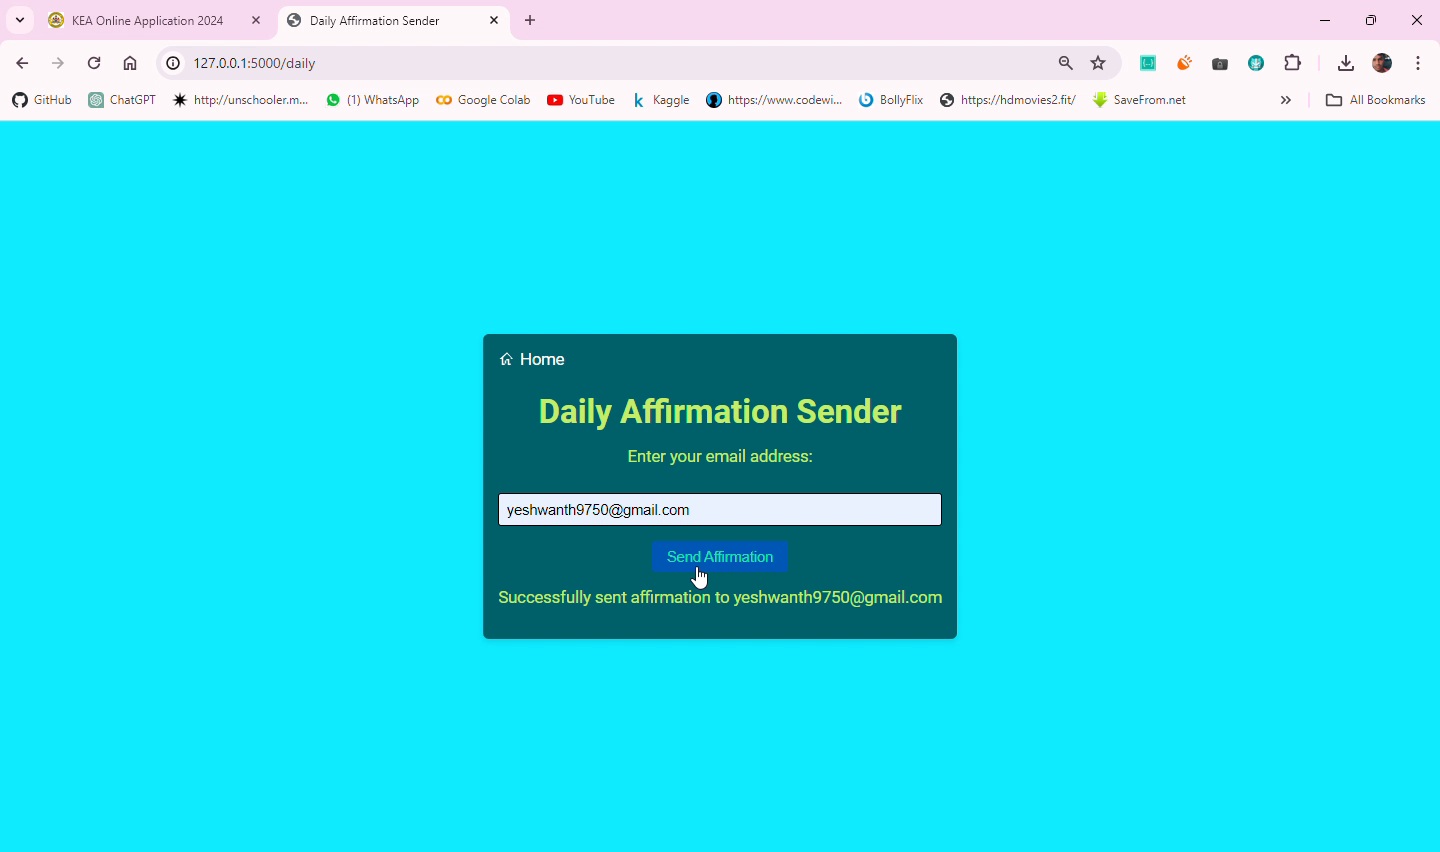 KEA Online Application 2024
Daily Affirmation Sender
127.0.0.1:5000/daily
GitHub
ChatGPT
http://unschooler.m...
(1) WhatsApp
Google Colab
YouTube
Kaggle
https://www.codewi...
BollyFlix
https://hdmovies2.fit/
SaveFrom.net
All Bookmarks
Home
Daily Affirmation Sender
Enter your email address:
yeshwanth9750@gmail.com
Send Affirmation
Successfully sent affirmation to yeshwanth9750@gmail.com